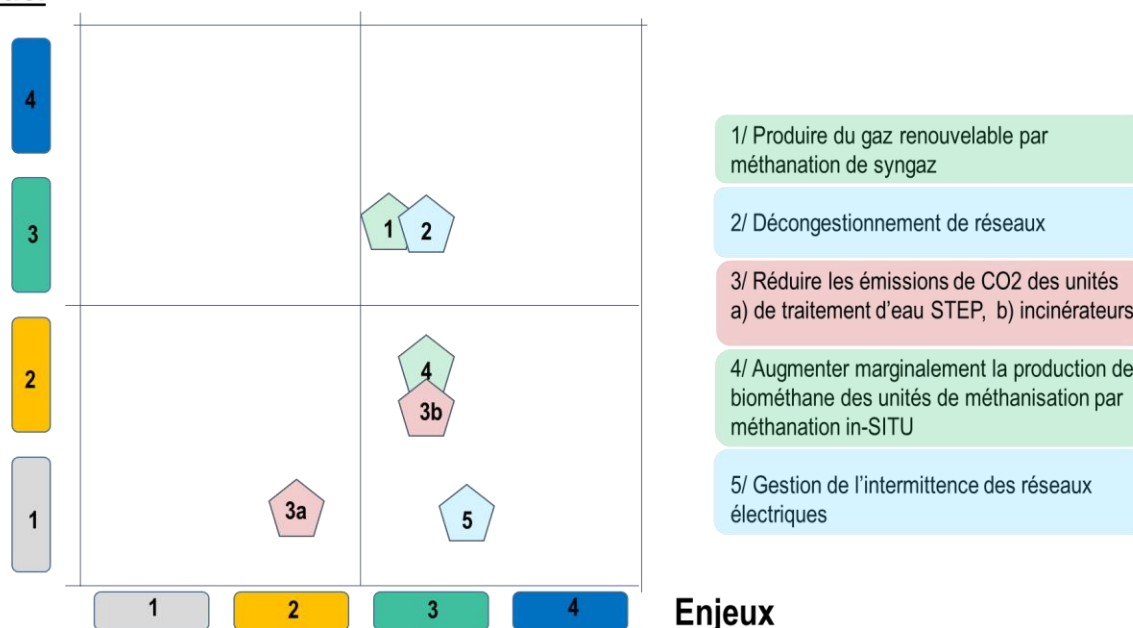 4
3
2
1
1
2
3
4
Enjeux
1
2
4
3b
3a
5
1/ Produire du gaz renouvelable par
méthanation de syngaz
2/ Décongestionnement de réseaux
3/ Réduire les émissions de CO2 des unités
a) de traitement d'eau STEP, b) incinérateurs
4/ Augmenter marginalement la production de
biométhane des unités de méthanisation par
méthanation in-SITU
5/ Gestion de l'intermittence des réseaux
électriques